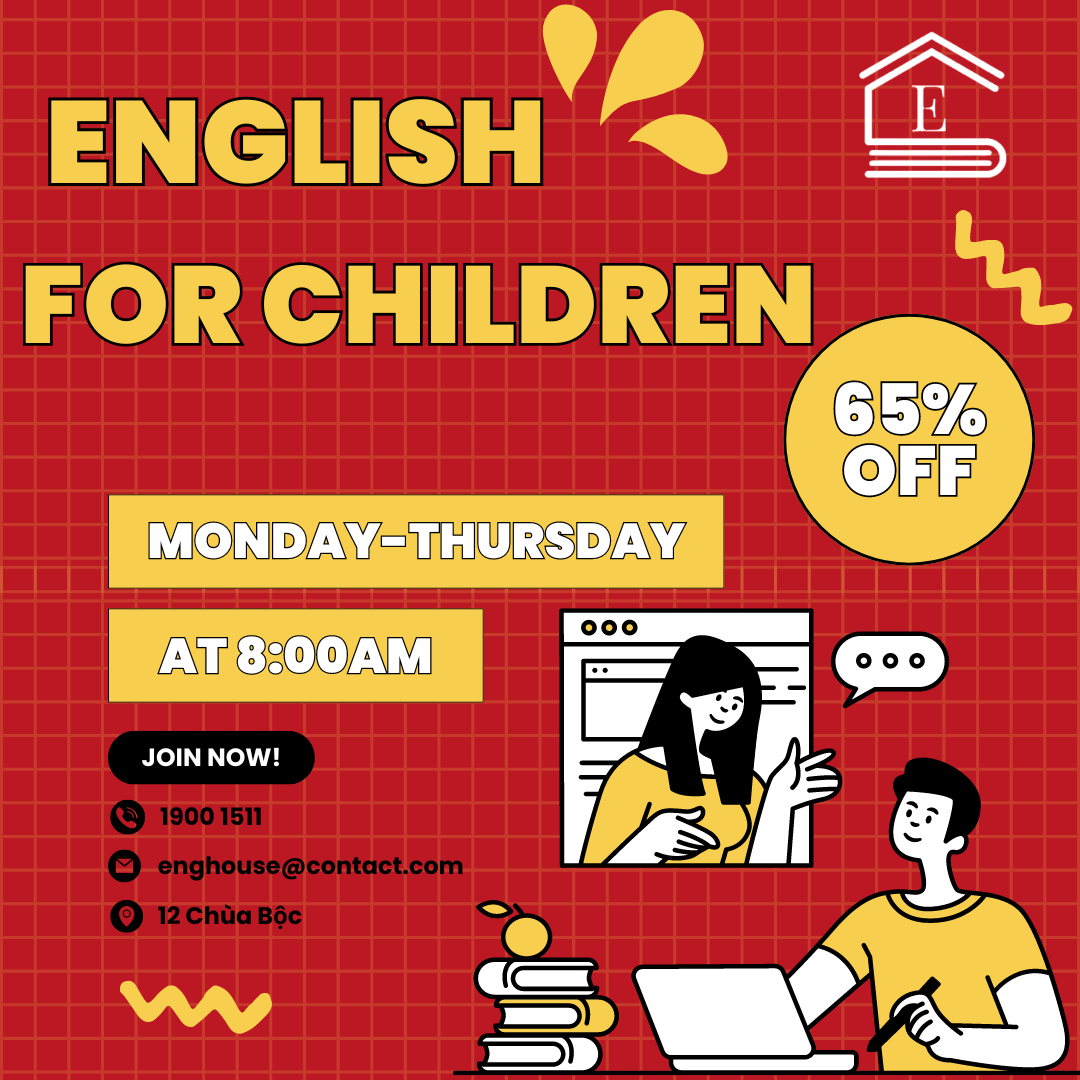 ENGLISH
E
FOR CHILDREN
65%
OFF
MONDAY-THURSDAY
AT 8:00AM
JOIN NOW!
1900 1511
enghouse@contact.com
12 Chùa Bộc